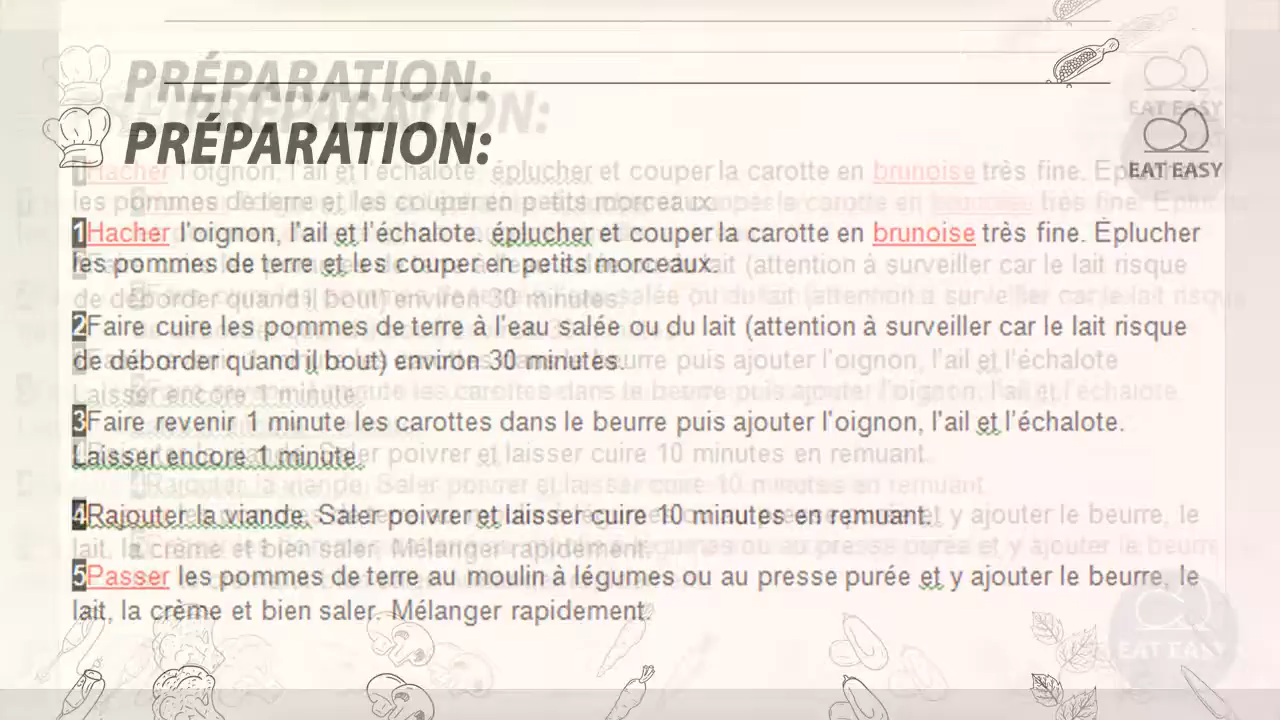 PRÉPARATION:
EAT EASY
1Hacher l'oignon, l'ail et l'échalote. éplucher et couper la carotte en brunoise très fine. Éplucher
les pommes de terre et les couper en petits morceaux.
2Faire cuire les pommes de terre à l'eau salée ou du lait (attention à surveiller car le lait risque
de déborder quand il bout) environ 30 minutes.
3Faire revenir 1 minute les carottes dans le beurre puis ajouter l'oignon, l'ail et l'échalote.
Laisser encore 1 minute.
4Rajouter la viande. Saler poivrer et laisser cuire 10 minutes en remuant.
5Passer les pommes de terre au moulin à légumes ou au presse purée et y ajouter le beurre, le
lait, la crème et bien saler. Mélanger rapidement.
EAT EASY